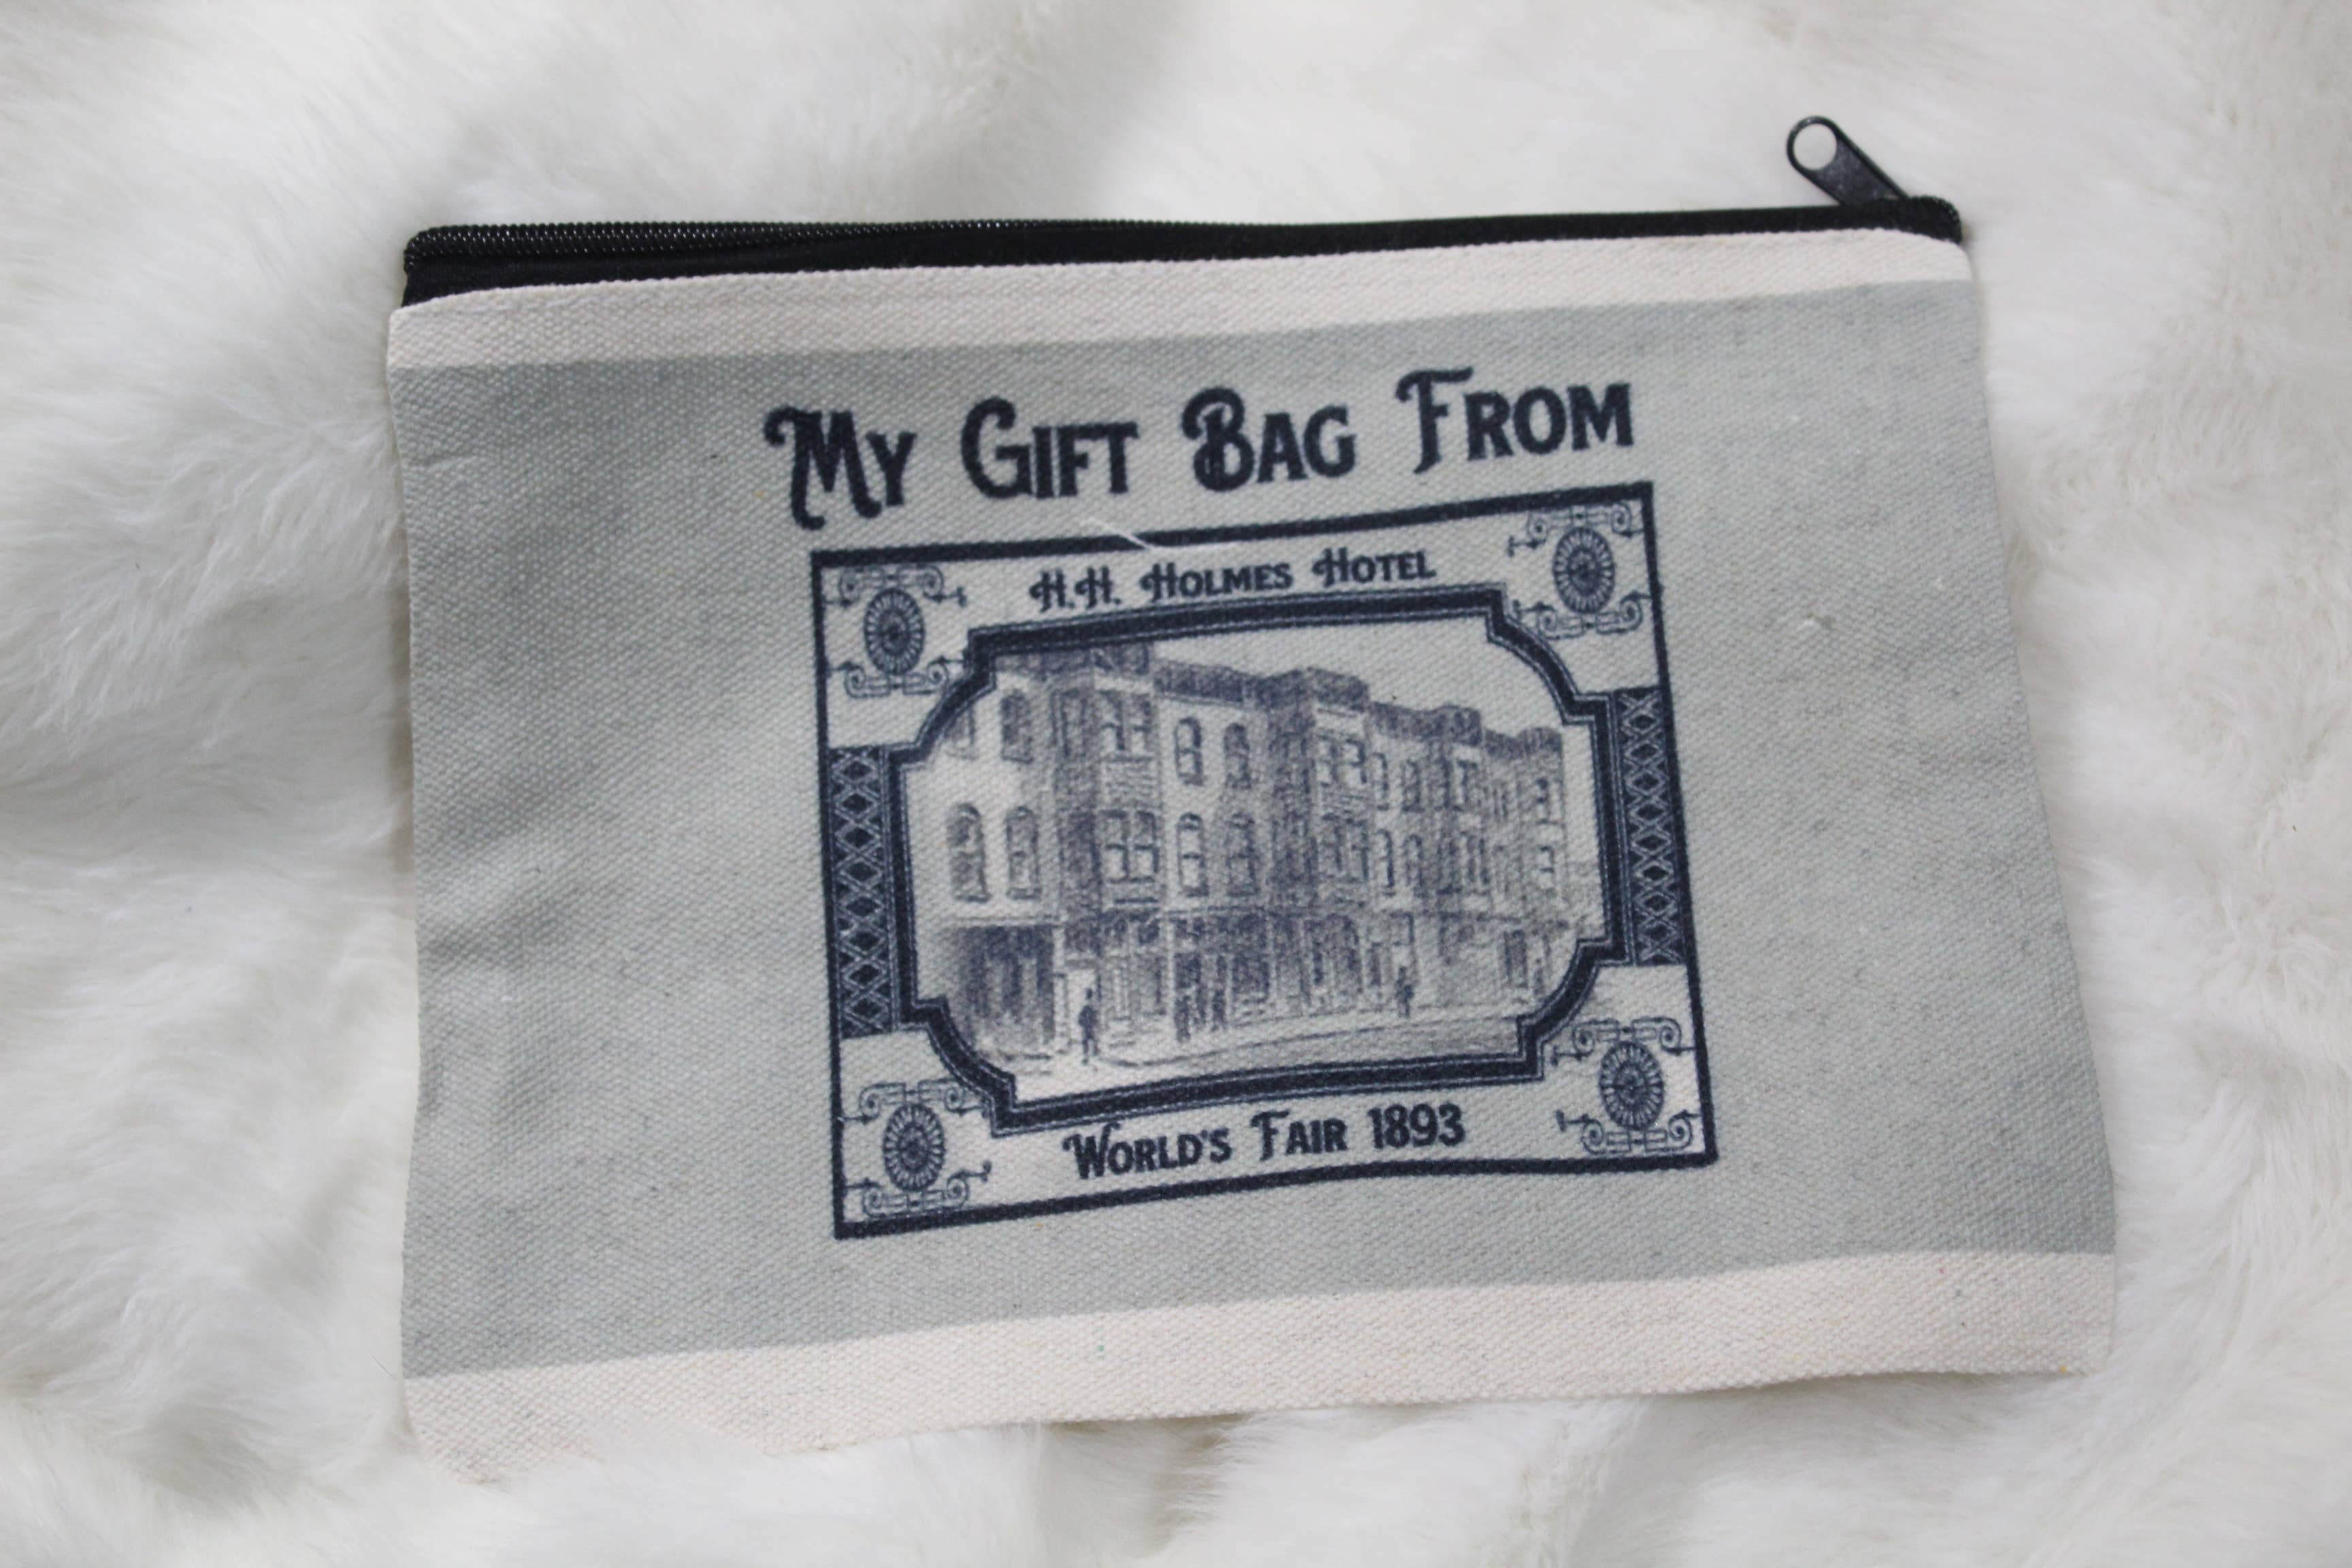 My Gift Bag From
H.H. Holmes Hotel
World's Fair 1893